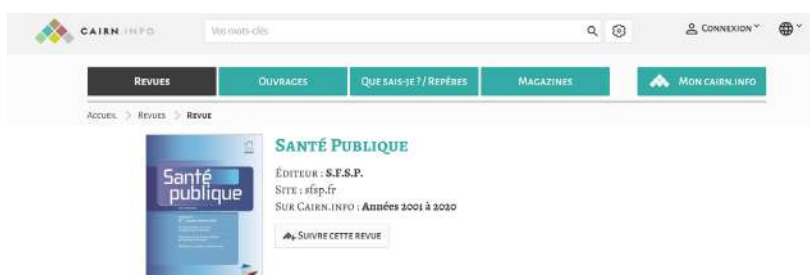 CAIRN INFO
Vos mots-clés
CONNEXION
REVUES
OUVRAGES
QUE SAIS-JE ? / REPÈRES
MAGAZINES
MON CAIRN.INFO
ACCUEIL > REVUES > REVUE
Santé
publique
SANTÉ PUBLIQUE
ÉDITEUR : S.F.S.P.
SITE : sfsp.fr
SUR CAIRN.INFO : Années 2001 à 2020
SUIVRE CETTE REVUE